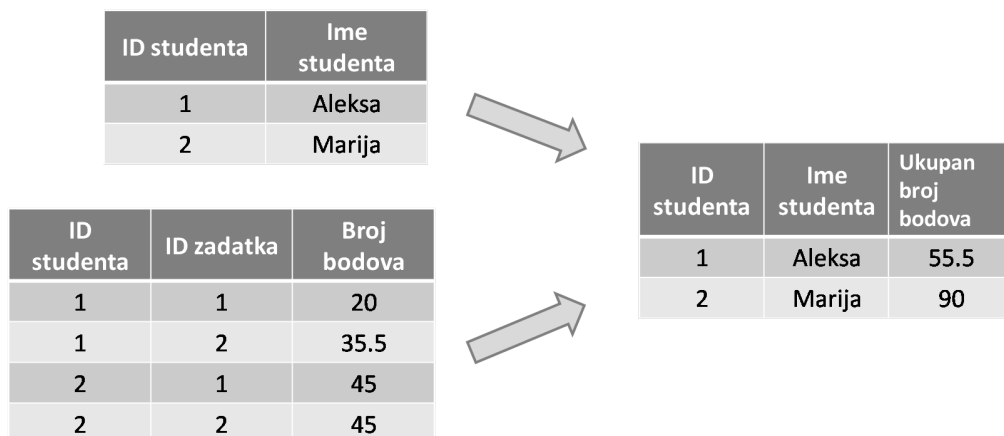 ID studenta Ime
studenta
1 Aleksa
2 Marija
ID
studenta ID zadatka Broj
bodova
1 1 20
1 2 35.5
2 1 45
2 2 45
ID
studenta Ime
studenta Ukupan
broj
bodova
1 Aleksa 55.5
2 Marija 90